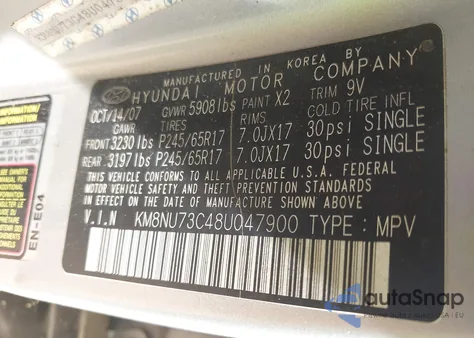 MANUFACTURED IN KOREA BY
HYUNDAI MOTOR COMPANY
OCT/14/07 GVWR 5908lbs PAINT X2 TRIM 9V
GAWR TIRES RIMS COLD TIRE INFL
FRONT 3230 lbs P245/65R17 7.0JX17 30psi SINGLE
REAR 3197 lbs P245/65R17 7.0JX17 30psi SINGLE
THIS VEHICLE CONFORMS TO ALL APPLICABLE U.S.A. FEDERAL
MOTOR VEHICLE SAFETY AND THEFT PREVENTION STANDARDS
IN EFFECT ON THE DATE OF MANUFACTURE SHOWN ABOVE.
V.I.N KM8NU73C48U047900 TYPE : MPV
EN-E04
autaSnap